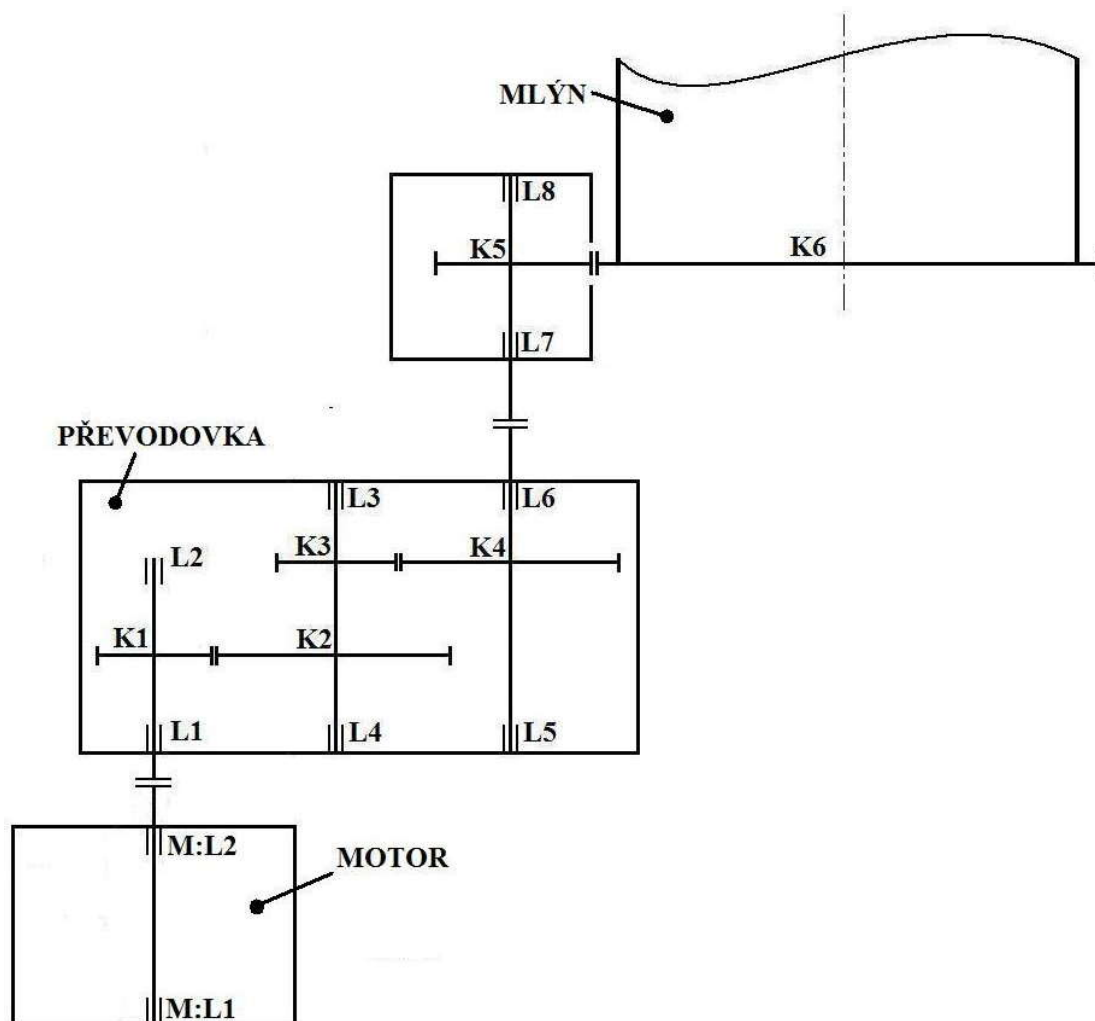 MLÝN
L8
K5
K6
L7
PŘEVODOVKA
L3
L6
K3
K4
L2
K1
K2
L1
L4
L5
M:L2
MOTOR
M:L1